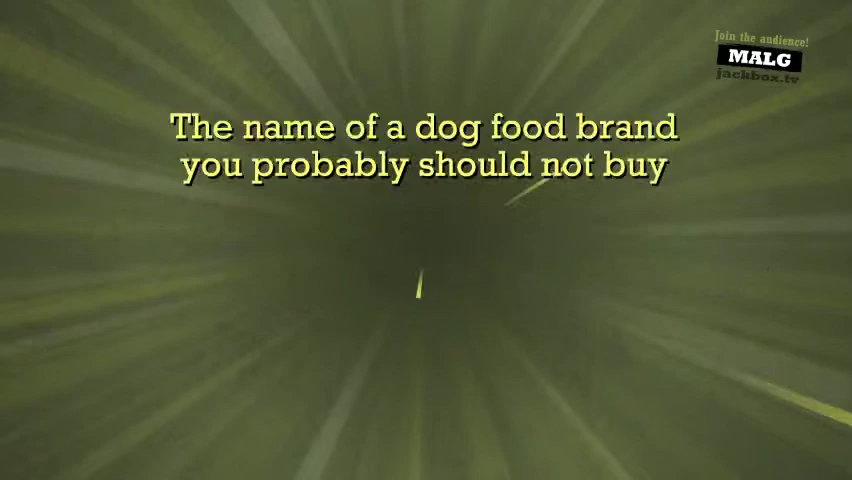 Join the audience!
MALG
jackbox.tv
The name of a dog food brand
you probably should not buy